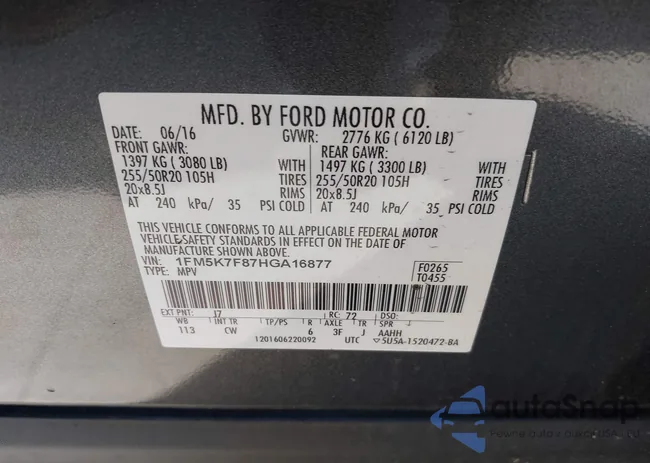 MFD. BY FORD MOTOR CO.
DATE: 06/16 GVWR: 2776 KG ( 6120 LB)
FRONT GAWR: REAR GAWR:
1397 KG ( 3080 LB) WITH 1497 KG ( 3300 LB) WITH
255/50R20 105H TIRES 255/50R20 105H TIRES
20x8.5J RIMS 20x8.5J RIMS
AT 240 kPa/ 35 PSI COLD AT 240 kPa/ 35 PSI COLD
THIS VEHICLE CONFORMS TO ALL APPLICABLE FEDERAL MOTOR
VEHICLE SAFETY STANDARDS IN EFFECT ON THE DATE OF
MANUFACTURE SHOWN ABOVE.
VIN: 1FM5K7F87HGA16877 F0265
TYPE: MPV T0455
EXT PNT: J7 RC: 72 DSO:
WB INT TR TP/PS R AXLE TR SPR
113 CW 6 3F J AAHH
1201606220092 UTC 5U5A-1520472-BA
autoSnap